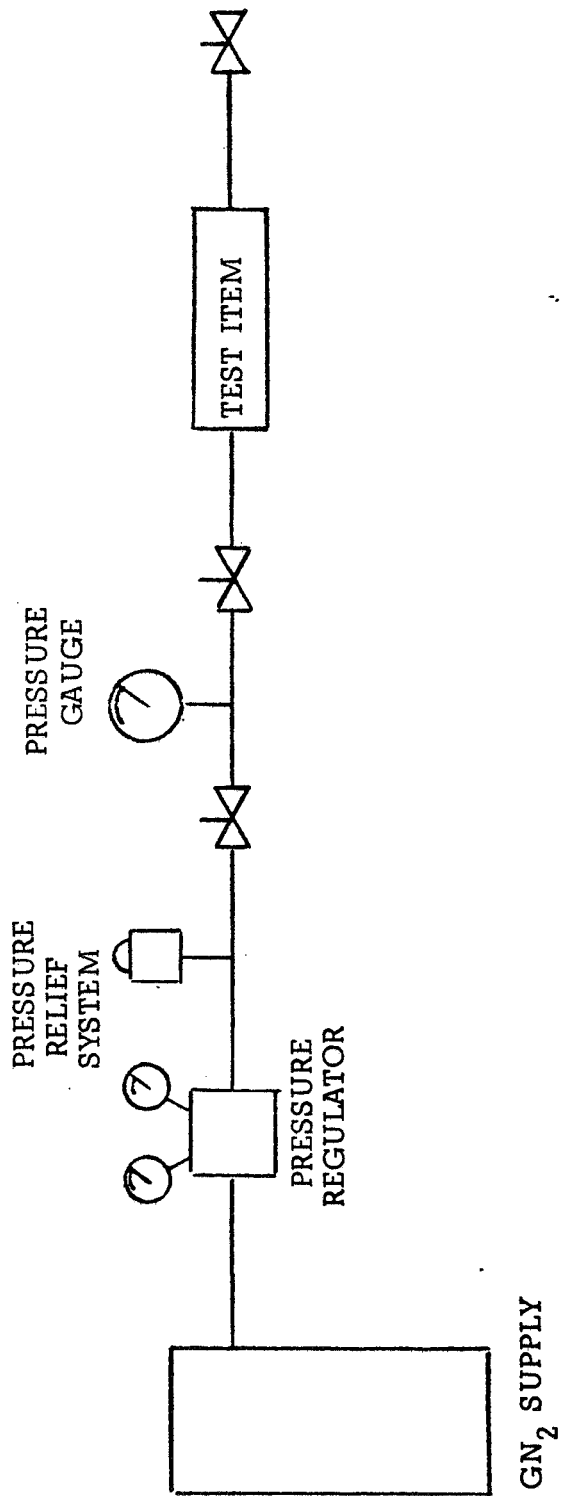 GN2 SUPPLY
PRESSURE
REGULATOR
PRESSURE
RELIEF
SYSTEM
PRESSURE
GAUGE
TEST ITEM